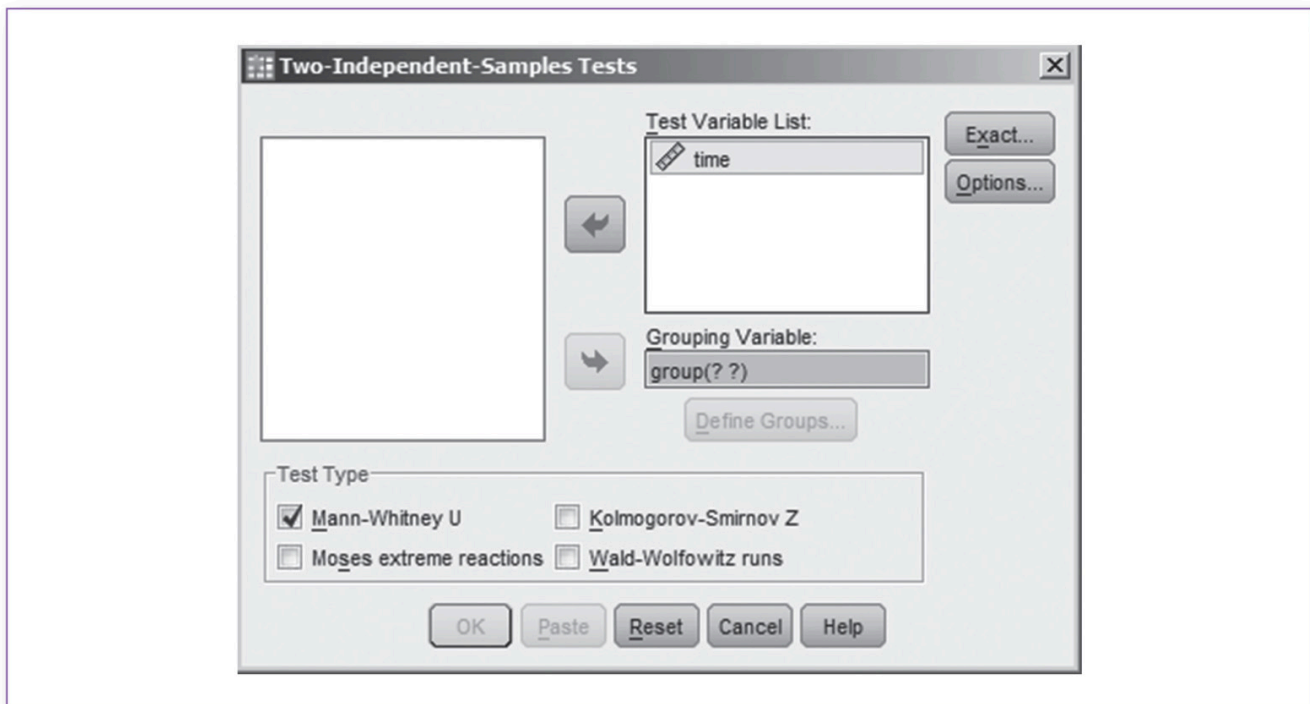 Two-Independent-Samples Tests
Test Variable List:
time
Exact...
Options...
Grouping Variable:
group(? ?)
Define Groups...
Test Type
Mann-Whitney U
Kolmogorov-Smirnov Z
Moses extreme reactions
Wald-Wolfowitz runs
OK
Paste
Reset
Cancel
Help